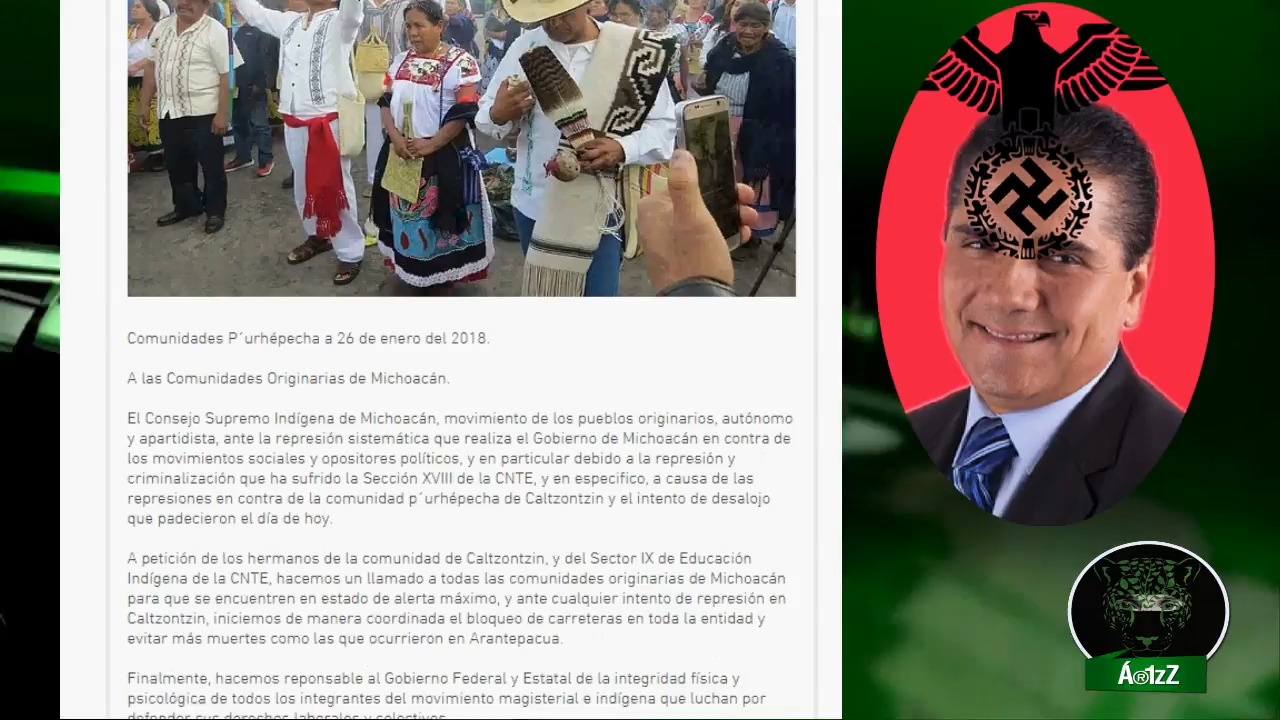 Comunidades P´urhépecha a 26 de enero del 2018.
A las Comunidades Originarias de Michoacán.
El Consejo Supremo Indígena de Michoacán, movimiento de los pueblos originarios, autónomo
y apartidista, ante la represión sistemática que realiza el Gobierno de Michoacán en contra de
los movimientos sociales y opositores políticos, y en particular debido a la represión y
criminalización que ha sufrido la Sección XVIII de la CNTE, y en especifico, a causa de las
represiones en contra de la comunidad p´urhépecha de Caltzontzin y el intento de desalojo
que padecieron el día de hoy.
A petición de los hermanos de la comunidad de Caltzontzin, y del Sector IX de Educación
Indígena de la CNTE, hacemos un llamado a todas las comunidades originarias de Michoacán
para que se encuentren en estado de alerta máximo, y ante cualquier intento de represión en
Caltzontzin, iniciemos de manera coordinada el bloqueo de carreteras en toda la entidad y
evitar más muertes como las que ocurrieron en Arantepacua.
Finalmente, hacemos reponsable al Gobierno Federal y Estatal de la integridad física y
psicológica de todos los integrantes del movimiento magisterial e indígena que luchan por
defender sus derechos laborales y colectivos.
Á®1zZ